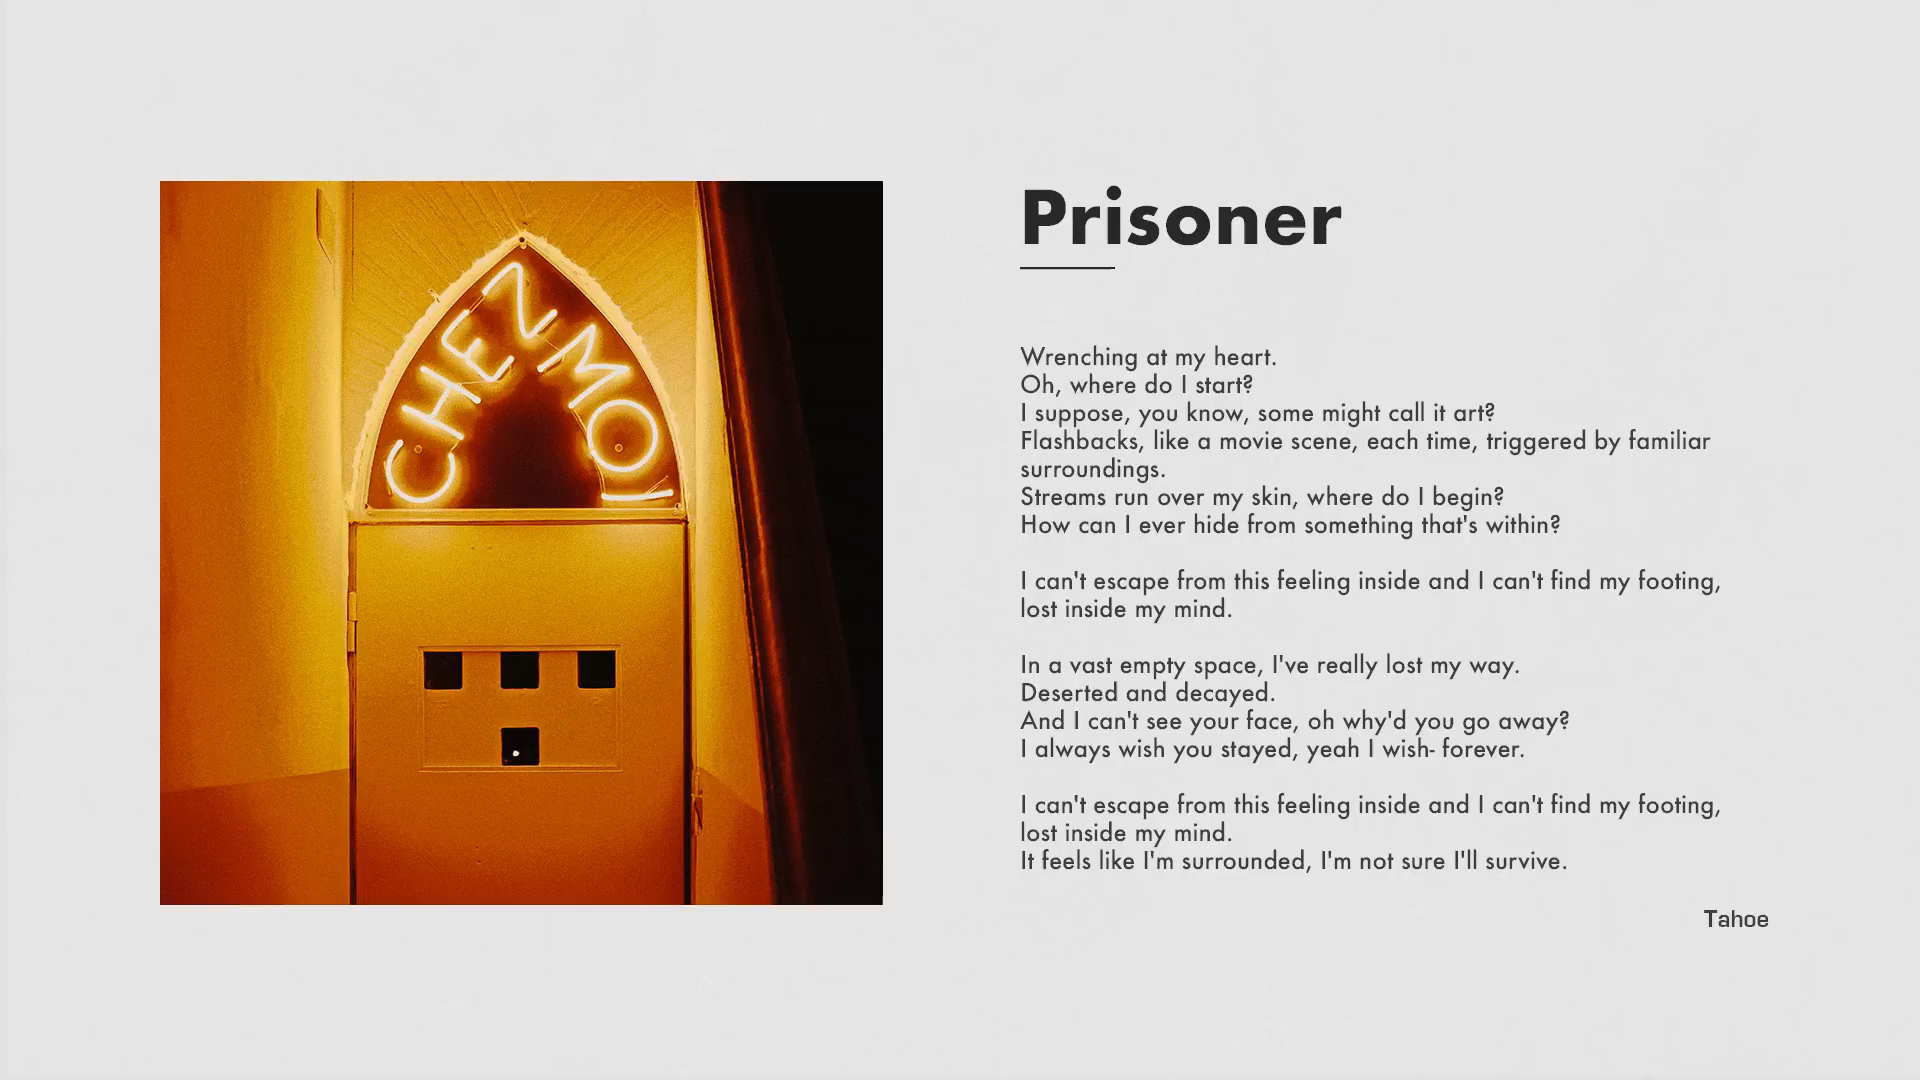 CHEZ MOI
Prisoner
Wrenching at my heart.
Oh, where do I start?
I suppose, you know, some might call it art?
Flashbacks, like a movie scene, each time, triggered by familiar
surroundings.
Streams run over my skin, where do I begin?
How can I ever hide from something that's within?
I can't escape from this feeling inside and I can't find my footing,
lost inside my mind.
In a vast empty space, I've really lost my way.
Deserted and decayed.
And I can't see your face, oh why'd you go away?
I always wish you stayed, yeah I wish- forever.
I can't escape from this feeling inside and I can't find my footing,
lost inside my mind.
It feels like I'm surrounded, I'm not sure I'll survive.
Tahoe